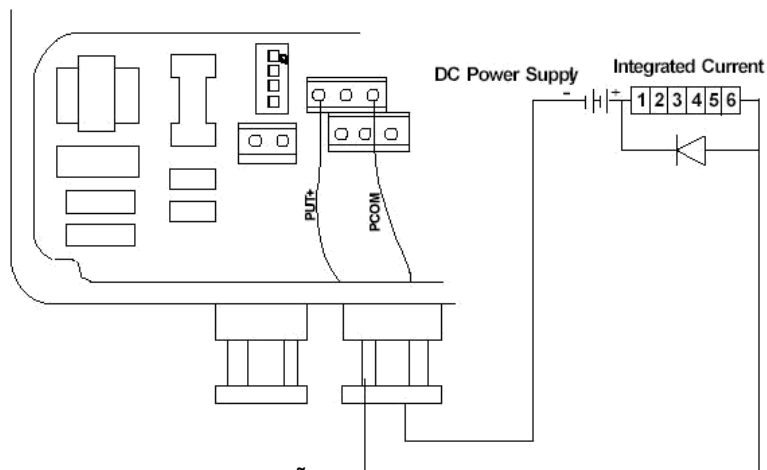 DC Power Supply
Integrated Current
- +
1 2 3 4 5 6
PUT+
PCOM